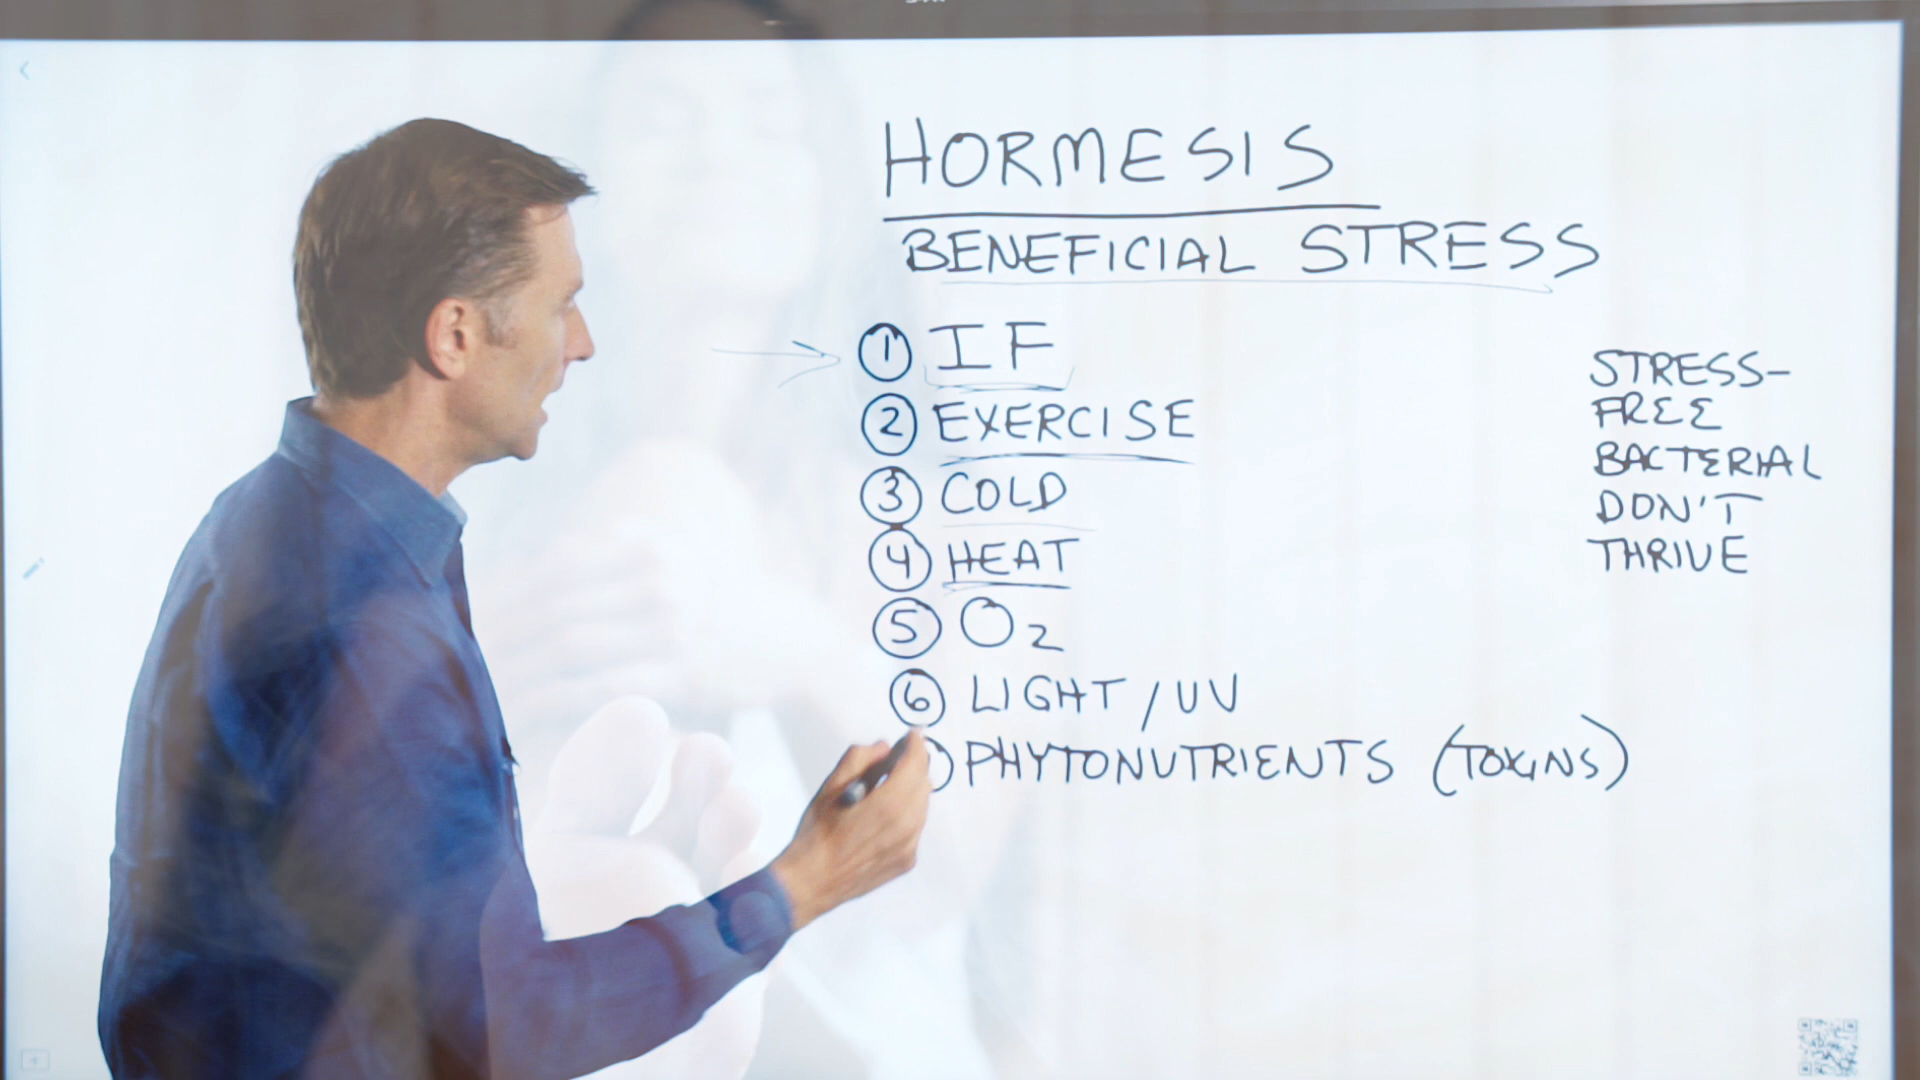 HORMESIS
BENEFICIAL STRESS
1 IF
2 EXERCISE
3 COLD
4 HEAT
5 O2
6 LIGHT / UV
PHYTONUTRIENTS (TOXINS)
STRESS-
FREE
BACTERIAL
DON'T
THRIVE